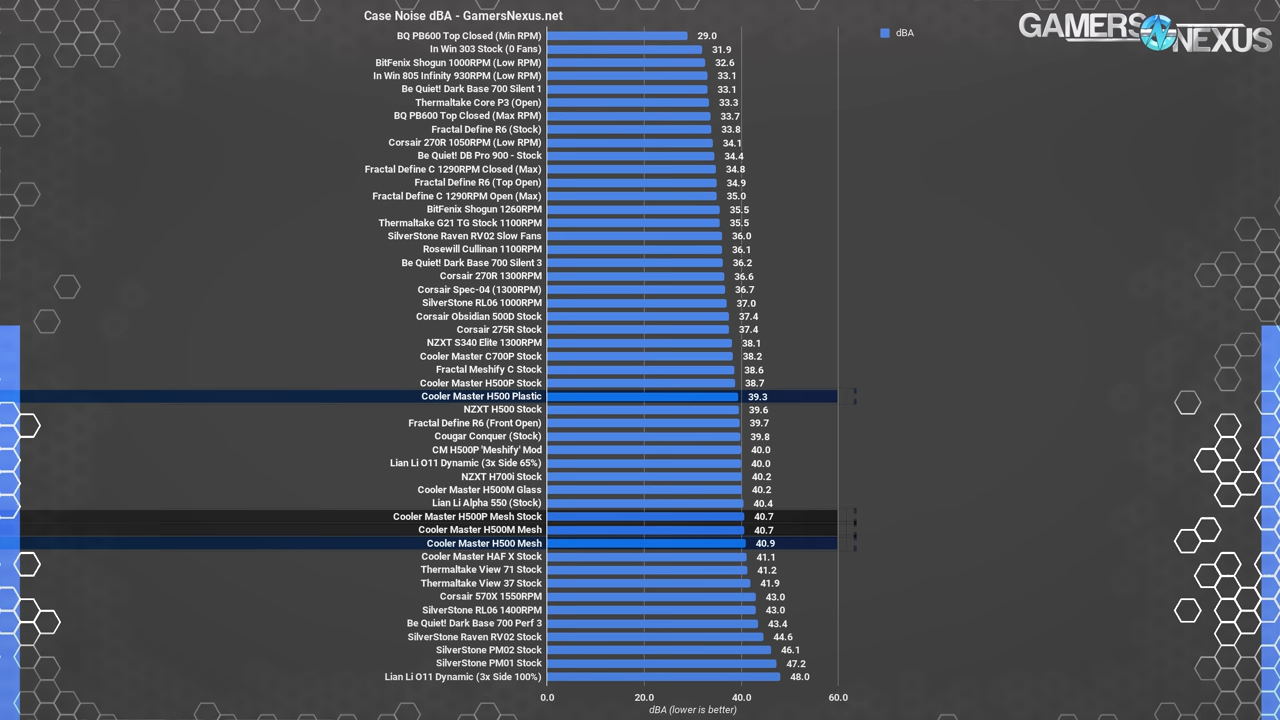 Case Noise dBA - GamersNexus.net
GAMERS NEXUS
dBA
BQ PB600 Top Closed (Min RPM) 29.0
In Win 303 Stock (0 Fans) 31.9
BitFenix Shogun 1000RPM (Low RPM) 32.6
In Win 805 Infinity 930RPM (Low RPM) 33.1
Be Quiet! Dark Base 700 Silent 1 33.1
Thermaltake Core P3 (Open) 33.3
BQ PB600 Top Closed (Max RPM) 33.7
Fractal Define R6 (Stock) 33.8
Corsair 270R 1050RPM (Low RPM) 34.1
Be Quiet! DB Pro 900 - Stock 34.4
Fractal Define C 1290RPM Closed (Max) 34.8
Fractal Define R6 (Top Open) 34.9
Fractal Define C 1290RPM Open (Max) 35.0
BitFenix Shogun 1260RPM 35.5
Thermaltake G21 TG Stock 1100RPM 35.5
SilverStone Raven RV02 Slow Fans 36.0
Rosewill Cullinan 1100RPM 36.1
Be Quiet! Dark Base 700 Silent 3 36.2
Corsair 270R 1300RPM 36.6
Corsair Spec-04 (1300RPM) 36.7
SilverStone RL06 1000RPM 37.0
Corsair Obsidian 500D Stock 37.4
Corsair 275R Stock 37.4
NZXT S340 Elite 1300RPM 38.1
Cooler Master C700P Stock 38.2
Fractal Meshify C Stock 38.6
Cooler Master H500P Stock 38.7
Cooler Master H500 Plastic 39.3
NZXT H500 Stock 39.6
Fractal Define R6 (Front Open) 39.7
Cougar Conquer (Stock) 39.8
CM H500P 'Meshify' Mod 40.0
Lian Li O11 Dynamic (3x Side 65%) 40.0
NZXT H700i Stock 40.2
Cooler Master H500M Glass 40.2
Lian Li Alpha 550 (Stock) 40.4
Cooler Master H500P Mesh Stock 40.7
Cooler Master H500M Mesh 40.7
Cooler Master H500 Mesh 40.9
Cooler Master HAF X Stock 41.1
Thermaltake View 71 Stock 41.2
Thermaltake View 37 Stock 41.9
Corsair 570X 1550RPM 43.0
SilverStone RL06 1400RPM 43.0
Be Quiet! Dark Base 700 Perf 3 43.4
SilverStone Raven RV02 Stock 44.6
SilverStone PM02 Stock 46.1
SilverStone PM01 Stock 47.2
Lian Li O11 Dynamic (3x Side 100%) 48.0
0.0 20.0 40.0 60.0
dBA (lower is better)